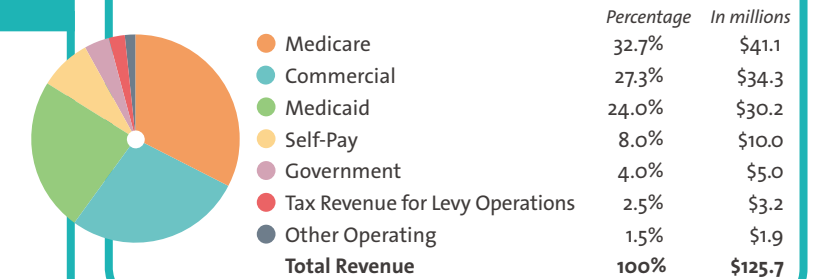 Percentage In millions
Medicare 32.7% $41.1
Commercial 27.3% $34.3
Medicaid 24.0% $30.2
Self-Pay 8.0% $10.0
Government 4.0% $5.0
Tax Revenue for Levy Operations 2.5% $3.2
Other Operating 1.5% $1.9
Total Revenue 100% $125.7